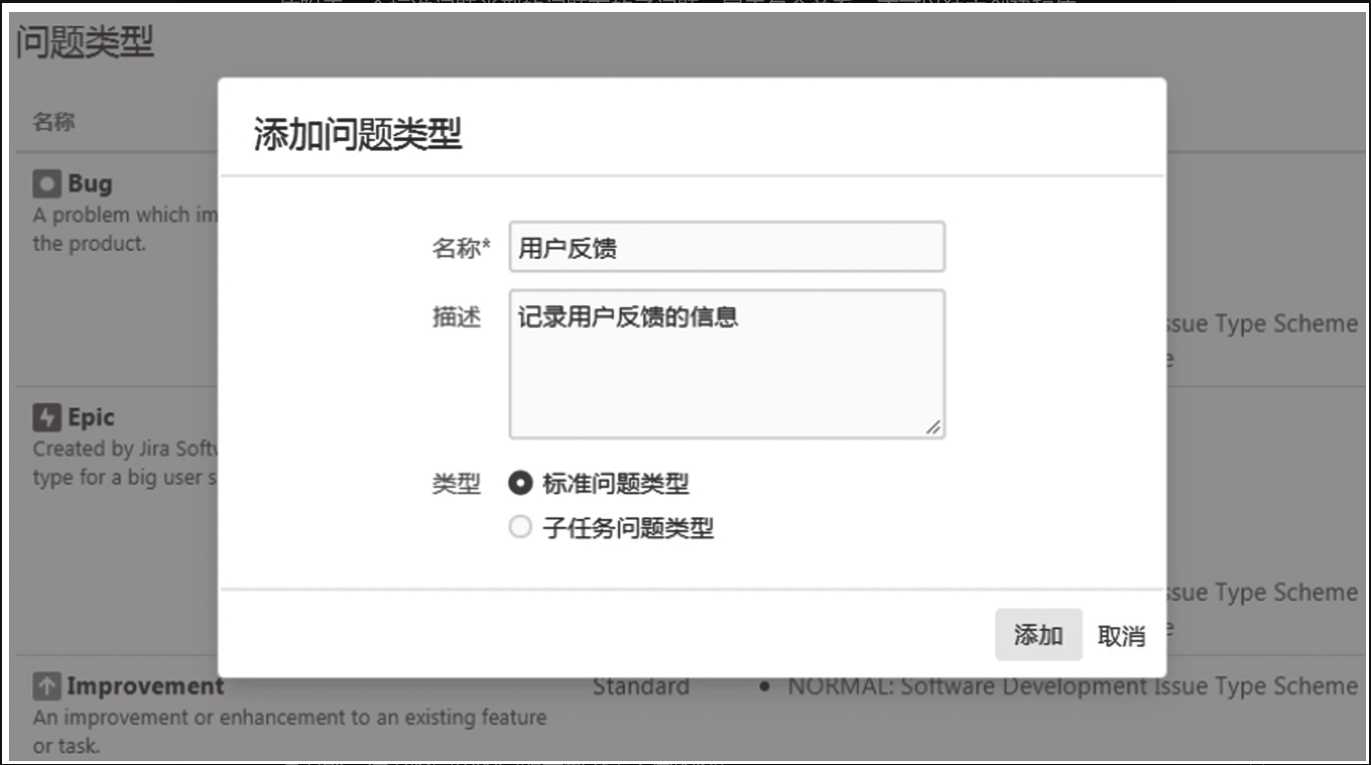 问题类型
名称
添加问题类型
Bug
A problem which im
the product.
名称* 用户反馈
描述 记录用户反馈的信息
ssue Type Scheme
Epic
Created by Jira Softw
type for a big user s
类型 标准问题类型
子任务问题类型
ssue Type Scheme
添加 取消
Improvement Standard • NORMAL: Software Development Issue Type Scheme
An improvement or enhancement to an existing feature
or task.